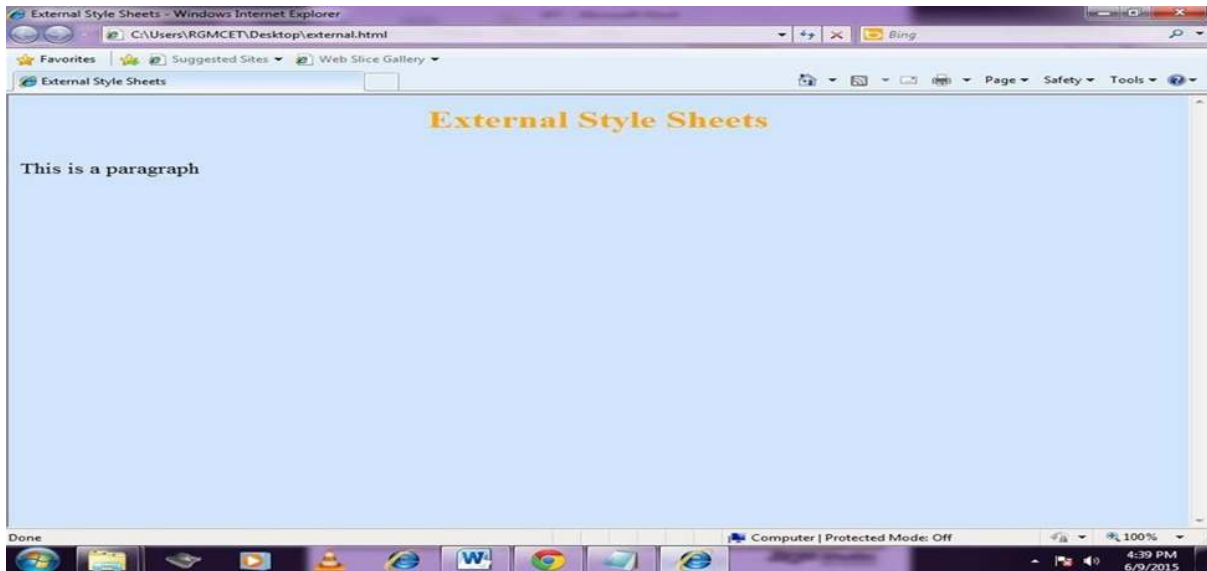 External Style Sheets - Windows Internet Explorer
C:\Users\RGMCET\Desktop\external.html
Bing
Favorites Suggested Sites Web Slice Gallery
External Style Sheets
Page Safety Tools
External Style Sheets
This is a paragraph
Done
Computer | Protected Mode: Off
100%
4:39 PM
6/9/2015